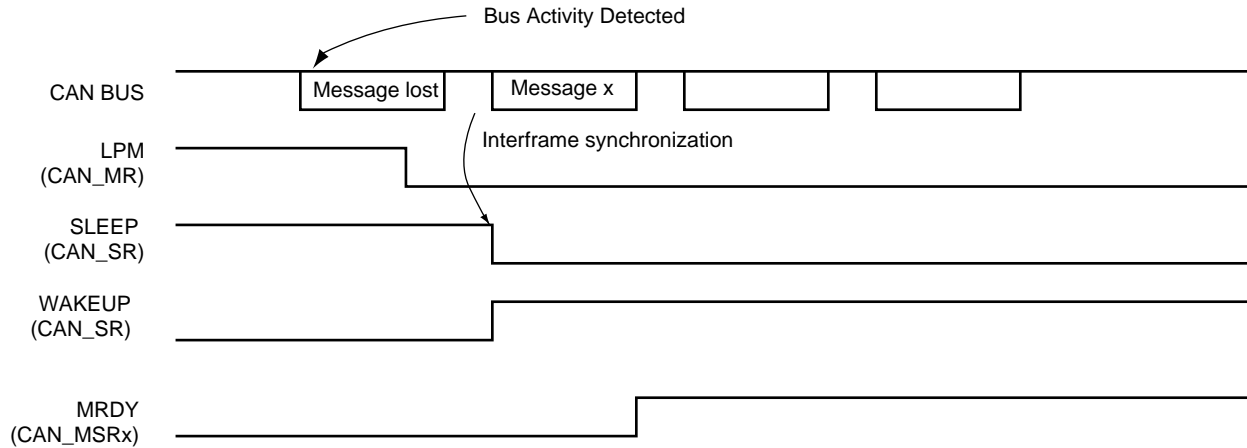 Bus Activity Detected
CAN BUS
Message lost
Message x
Interframe synchronization
LPM
(CAN_MR)
SLEEP
(CAN_SR)
WAKEUP
(CAN_SR)
MRDY
(CAN_MSRx)